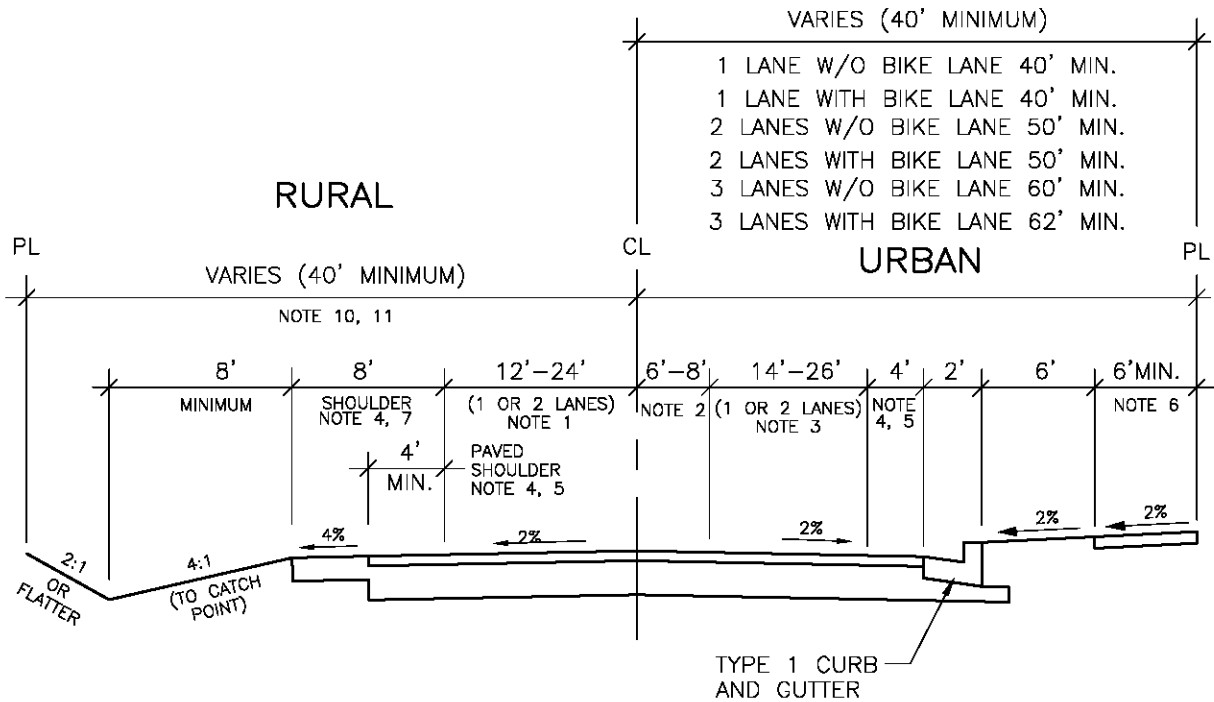 VARIES (40' MINIMUM)
1 LANE W/O BIKE LANE 40' MIN.
1 LANE WITH BIKE LANE 40' MIN.
2 LANES W/O BIKE LANE 50' MIN.
2 LANES WITH BIKE LANE 50' MIN.
3 LANES W/O BIKE LANE 60' MIN.
3 LANES WITH BIKE LANE 62' MIN.
RURAL
URBAN
PL
CL
PL
VARIES (40' MINIMUM)
NOTE 10, 11
8'
MINIMUM
8'
SHOULDER
NOTE 4, 7
12'-24'
(1 OR 2 LANES)
NOTE 1
6'-8'
NOTE 2
14'-26'
(1 OR 2 LANES)
NOTE 3
4'
NOTE
4, 5
2'
6'
6'MIN.
NOTE 6
4'
MIN.
PAVED
SHOULDER
NOTE 4, 5
2:1
OR
FLATTER
4:1
(TO CATCH
POINT)
4%
2%
2%
2%
2%
TYPE 1 CURB
AND GUTTER